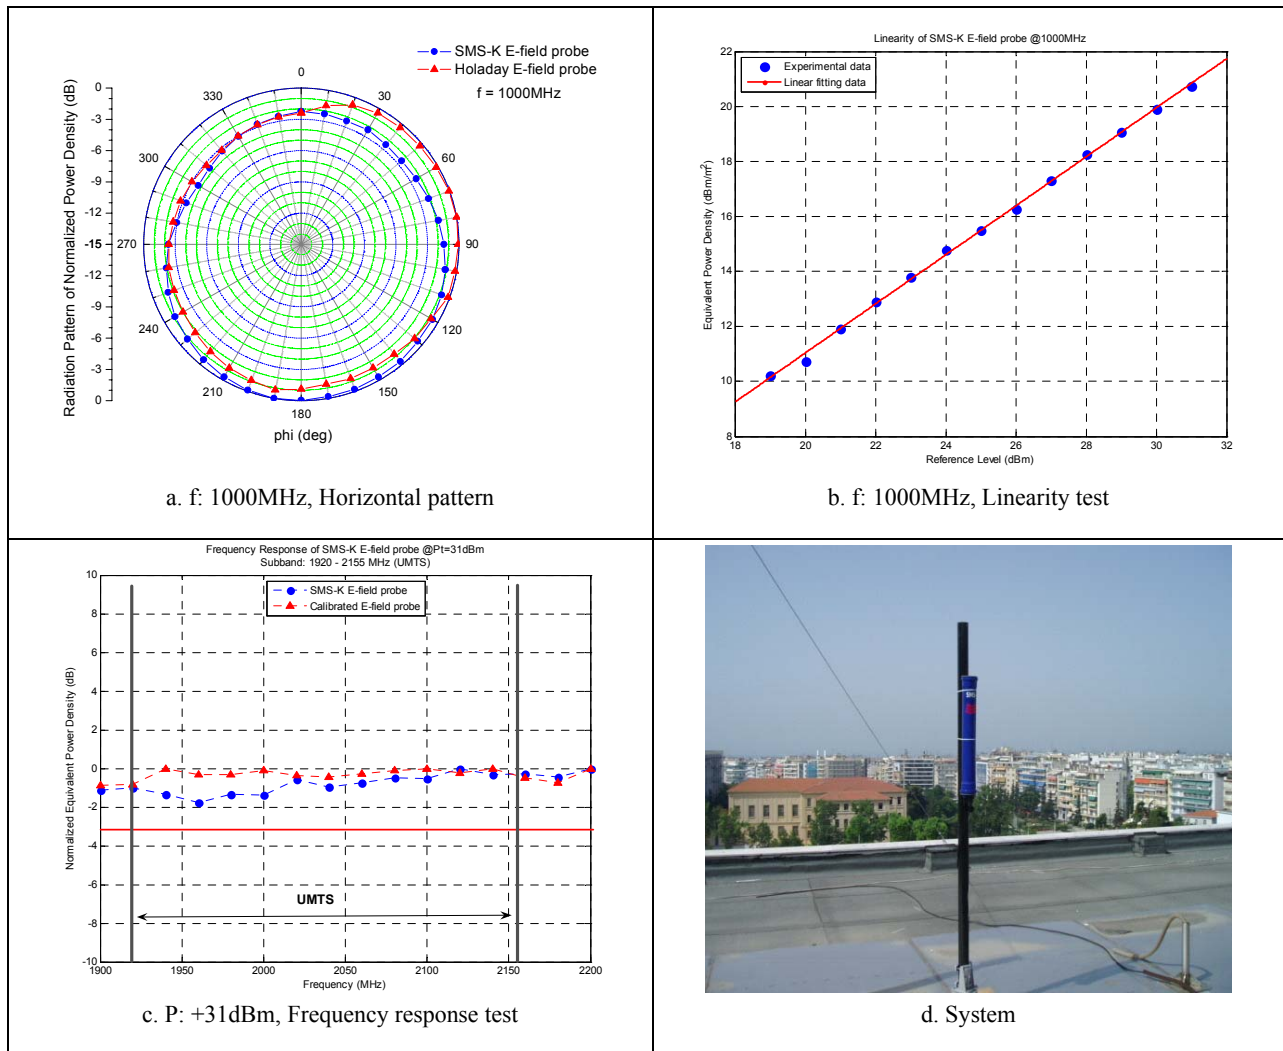 SMS-K E-field probe
Holaday E-field probe
f = 1000MHz
Radiation Pattern of Normalized Power Density (dB)
0
-3
-6
-9
-12
-15
-12
-9
-6
-3
0
0
30
60
90
120
150
180
210
240
270
300
330
phi (deg)
a. f: 1000MHz, Horizontal pattern
Linearity of SMS-K E-field probe @1000MHz
Experimental data
Linear fitting data
Equivalent Power Density (dBm/m²)
22
20
18
16
14
12
10
8
18 20 22 24 26 28 30 32
Reference Level (dBm)
b. f: 1000MHz, Linearity test
Frequency Response of SMS-K E-field probe @Pt=31dBm
Subband: 1920 - 2155 MHz (UMTS)
SMS-K E-field probe
Calibrated E-field probe
Normalized Equivalent Power Density (dB)
10
8
6
4
2
0
-2
-4
-6
-8
-10
UMTS
1900 1950 2000 2050 2100 2150 2200
Frequency (MHz)
c. P: +31dBm, Frequency response test
SMS
d. System